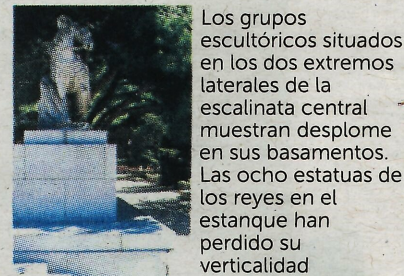 Los grupos
escultóricos situados
en los dos extremos
laterales de la
escalinata central
muestran desplome
en sus basamentos.
Las ocho estatuas de
los reyes en el
estanque han
perdido su
verticalidad